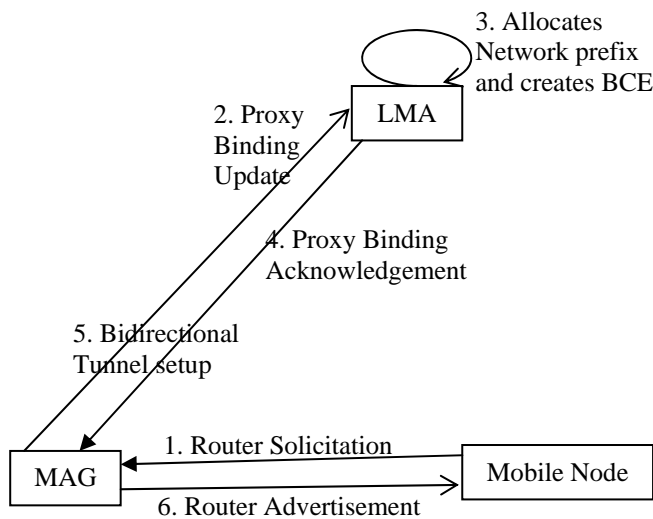 3. Allocates
Network prefix
and creates BCE
LMA
2. Proxy
Binding
Update
4. Proxy Binding
Acknowledgement
5. Bidirectional
Tunnel setup
1. Router Solicitation
MAG
Mobile Node
6. Router Advertisement